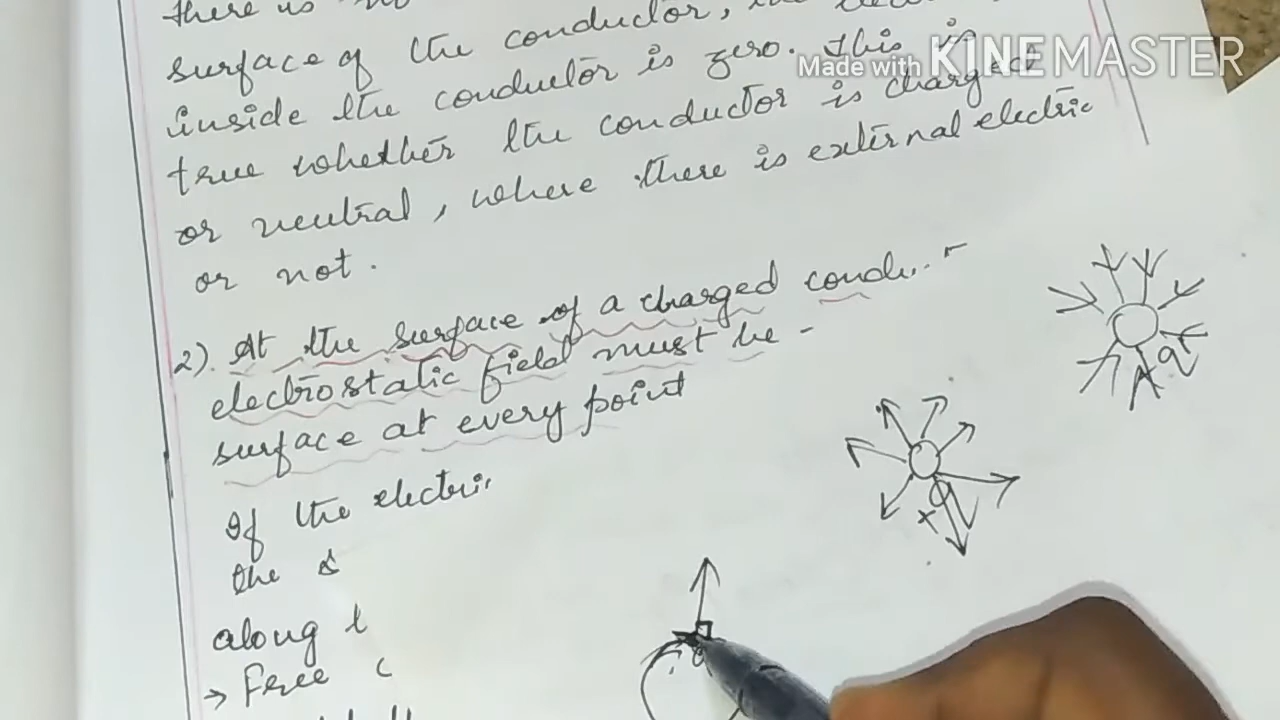 there is
surface of the conductor,
inside the conductor is zero. This is
true whether the conductor is charged
or neutral, where there is external electric
or not.
2). At the surface of a charged condu
electrostatic field must be
surface at every point
If the electri
the s
along t
→ Free c
Made with KINEMASTER
q
+q